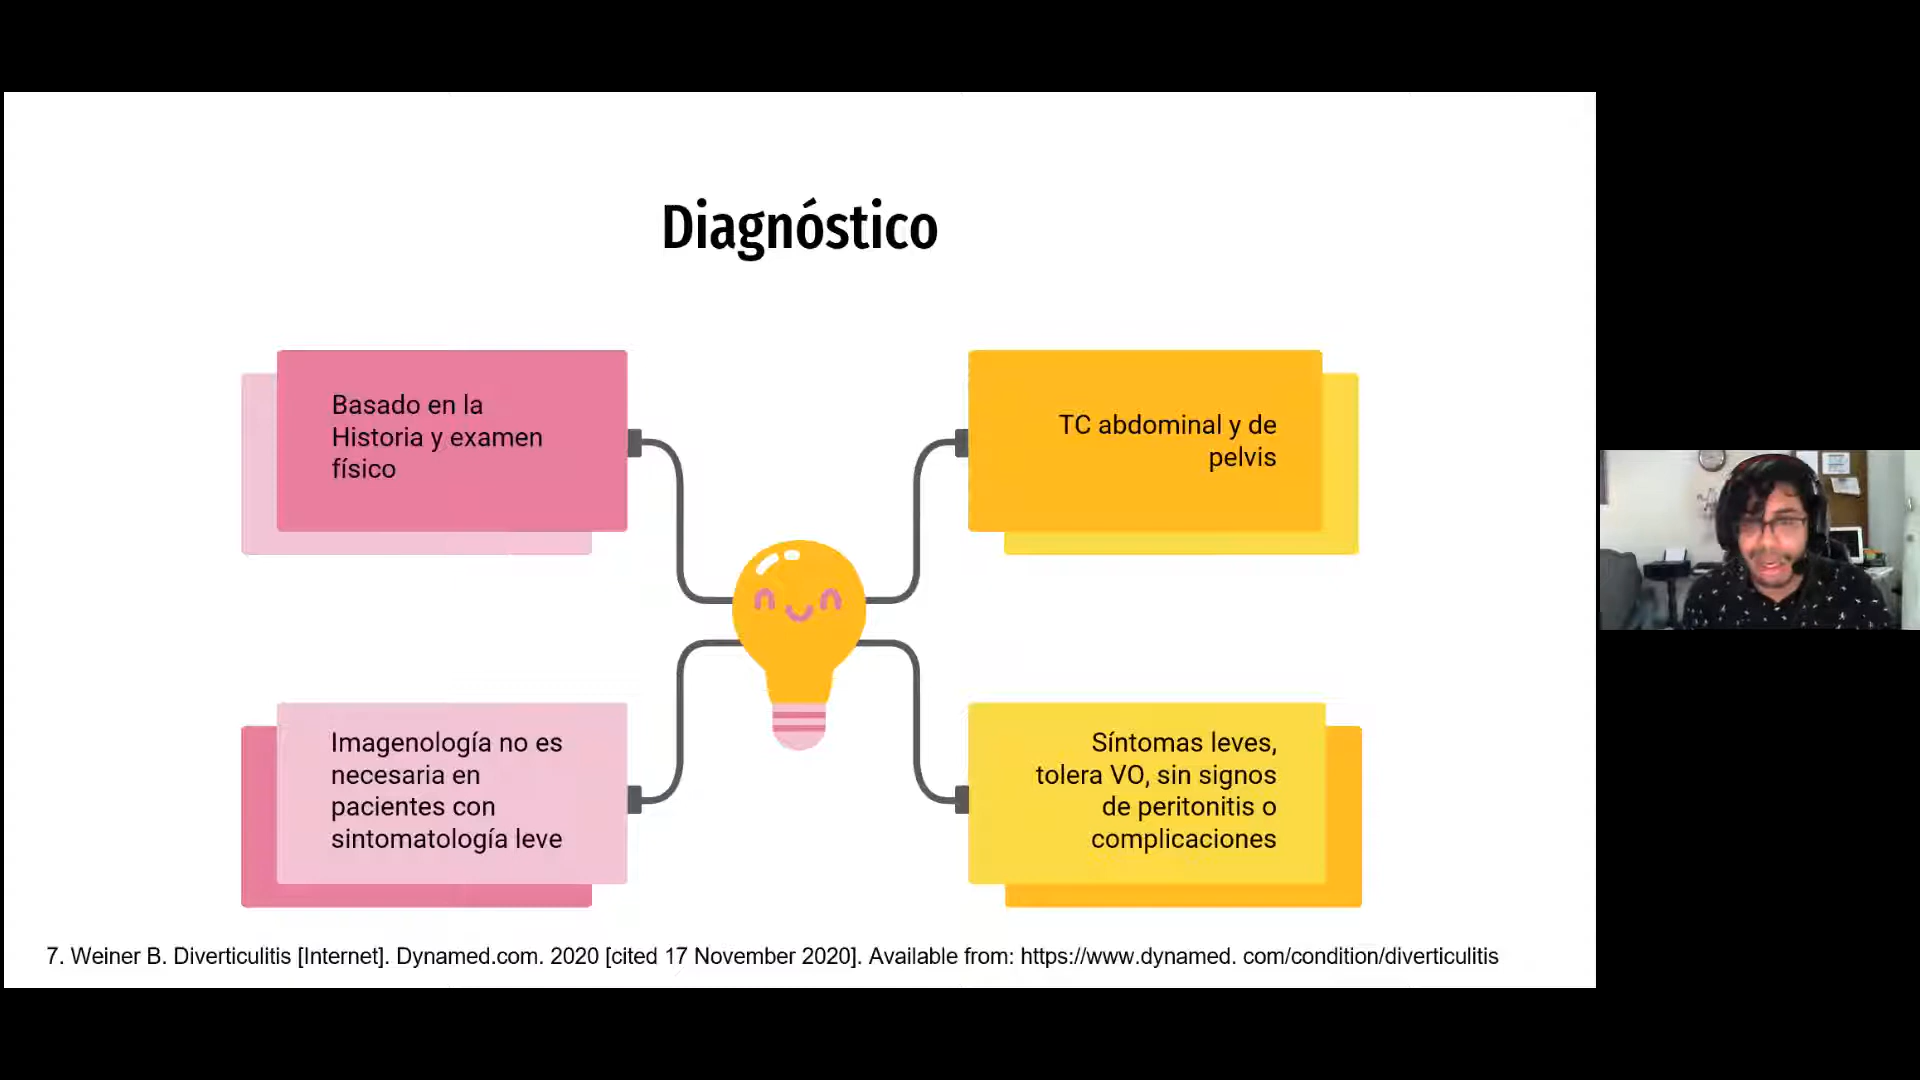 Diagnóstico
Basado en la
Historia y examen
físico
TC abdominal y de
pelvis
Imagenología no es
necesaria en
pacientes con
sintomatología leve
Síntomas leves,
tolera VO, sin signos
de peritonitis o
complicaciones
7. Weiner B. Diverticulitis [Internet]. Dynamed.com. 2020 [cited 17 November 2020]. Available from: https://www.dynamed. com/condition/diverticulitis